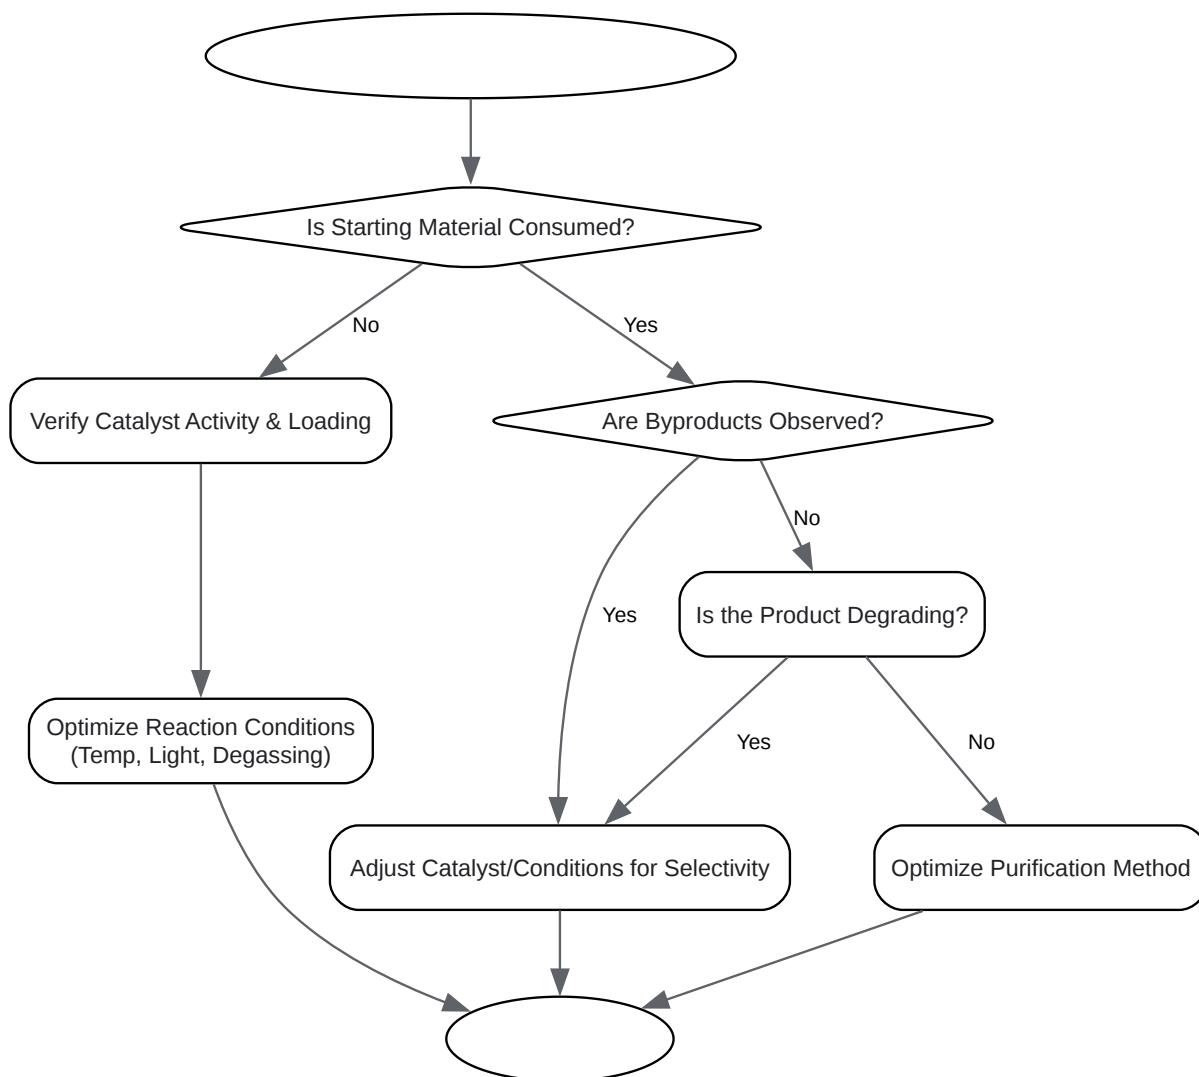 Is Starting Material Consumed?
No
Yes
Verify Catalyst Activity & Loading
Are Byproducts Observed?
No
Yes
Is the Product Degrading?
Optimize Reaction Conditions
(Temp, Light, Degassing)
Yes
No
Adjust Catalyst/Conditions for Selectivity
Optimize Purification Method